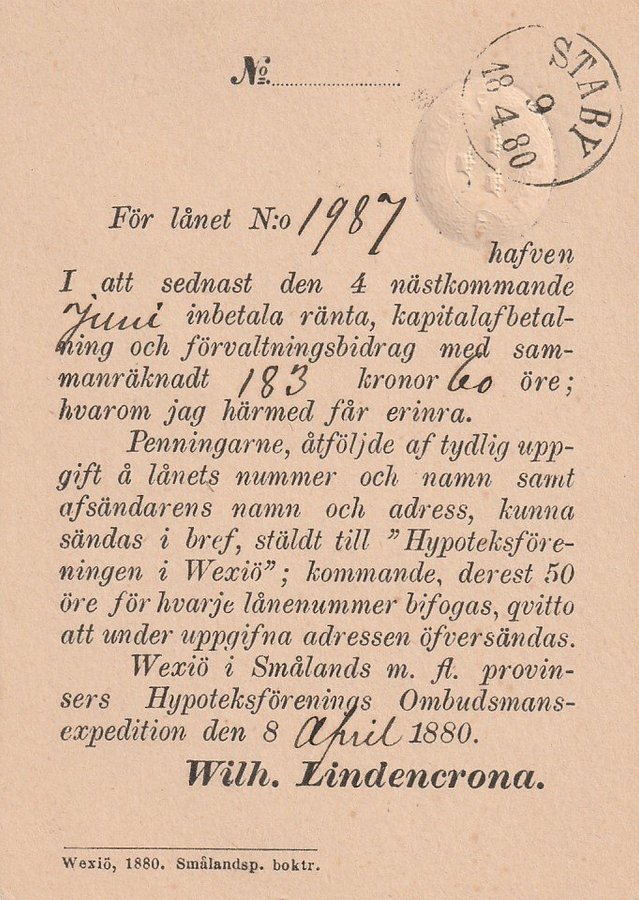 №
STABY
9
18 4 80
För lånet N:o 1987
hafven
I att sednast den 4 nästkommande
Juni inbetala ränta, kapitalafbetal-
ning och förvaltningsbidrag med sam-
manräknadt 183 kronor 60 öre;
hvarom jag härmed får erinra.
Penningarne, åtföljde af tydlig upp-
gift å lånets nummer och namn samt
afsändarens namn och adress, kunna
sändas i bref, stäldt till "Hypoteksföre-
ningen i Wexiö"; kommande, derest 50
öre för hvarje lånenummer bifogas, qvitto
att under uppgifna adressen öfversändas.
Wexiö i Smålands m. fl. provin-
sers Hypoteksförenings Ombudsmans-
expedition den 8 April 1880.
Wilh. Lindencrona.
Wexiö, 1880. Smålandsp. boktr.